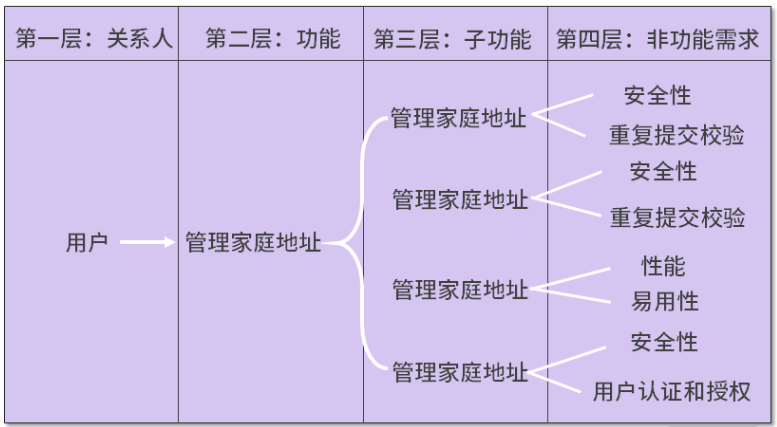 第一层：关系人
第二层：功能
第三层：子功能
第四层：非功能需求
用户
管理家庭地址
管理家庭地址
安全性
重复提交校验
管理家庭地址
安全性
重复提交校验
管理家庭地址
性能
易用性
管理家庭地址
安全性
用户认证和授权